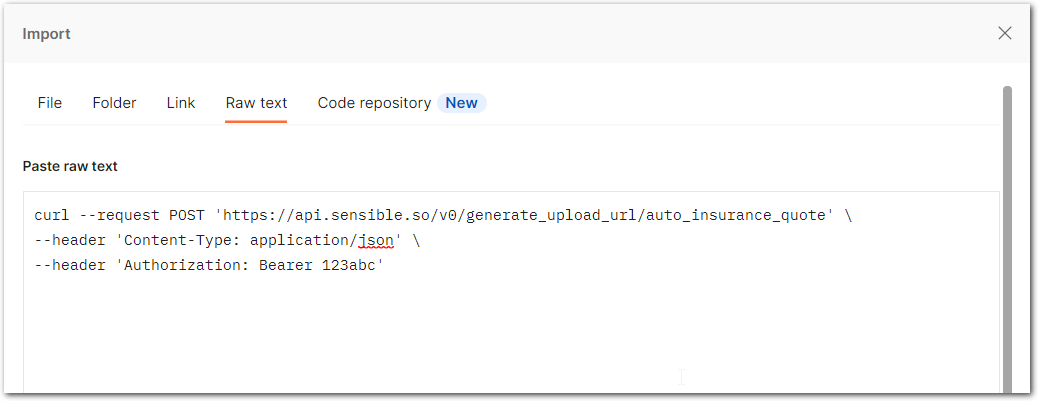 Import
File Folder Link Raw text Code repository New
Paste raw text
curl --request POST 'https://api.sensible.so/v0/generate_upload_url/auto_insurance_quote' \
--header 'Content-Type: application/json' \
--header 'Authorization: Bearer 123abc'